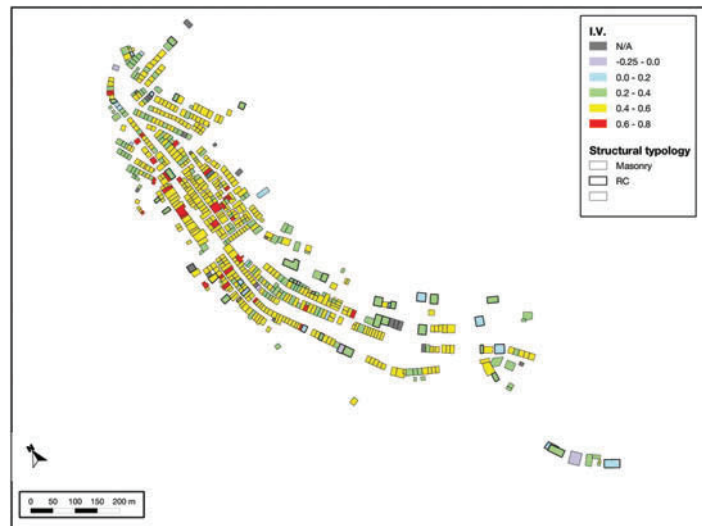 I.V.
N/A
-0.25 - 0.0
0.0 - 0.2
0.2 - 0.4
0.4 - 0.6
0.6 - 0.8
Structural typology
Masonry
RC
N
0 50 100 150 200 m